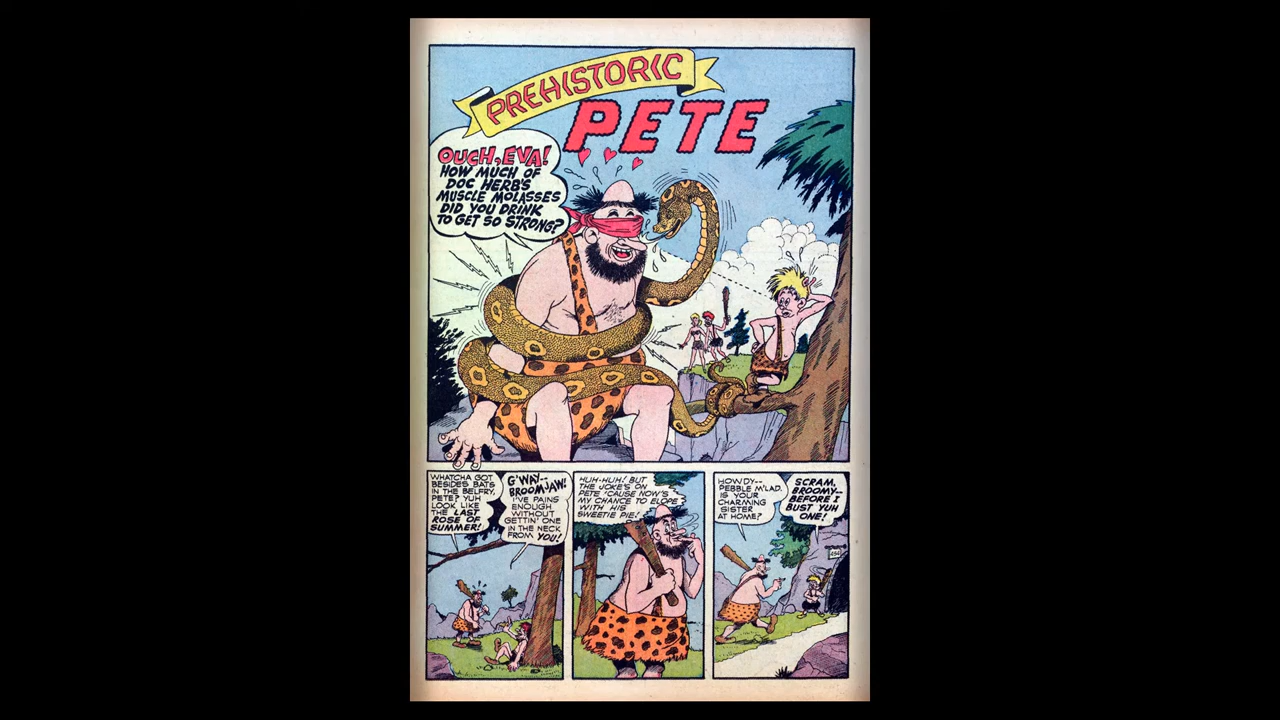 PREHISTORIC
PETE
OUCH, EVA!
HOW MUCH OF
DOC HERB'S
MUSCLE MOLASSES
DID YOU DRINK
TO GET SO STRONG?
WHATCHA GOT
BESIDES BATS
IN THE BELFRY,
PETE? YUH
LOOK LIKE
THE LAST
ROSE OF
SUMMER!
G'WAY--
BROOMJAW!
I'VE PAINS
ENOUGH
WITHOUT
GETTIN' ONE
IN THE NECK
FROM YOU!
HUH-HUH! BUT
THE JOKE'S ON
PETE 'CAUSE NOW'S
MY CHANCE TO ELOPE
WITH HIS
SWEETIE PIE!
HOWDY--
PEBBLE M'LAD.
IS YOUR
CHARMING
SISTER
AT HOME?
SCRAM,
BROOMY--
BEFORE I
BUST YUH
ONE!